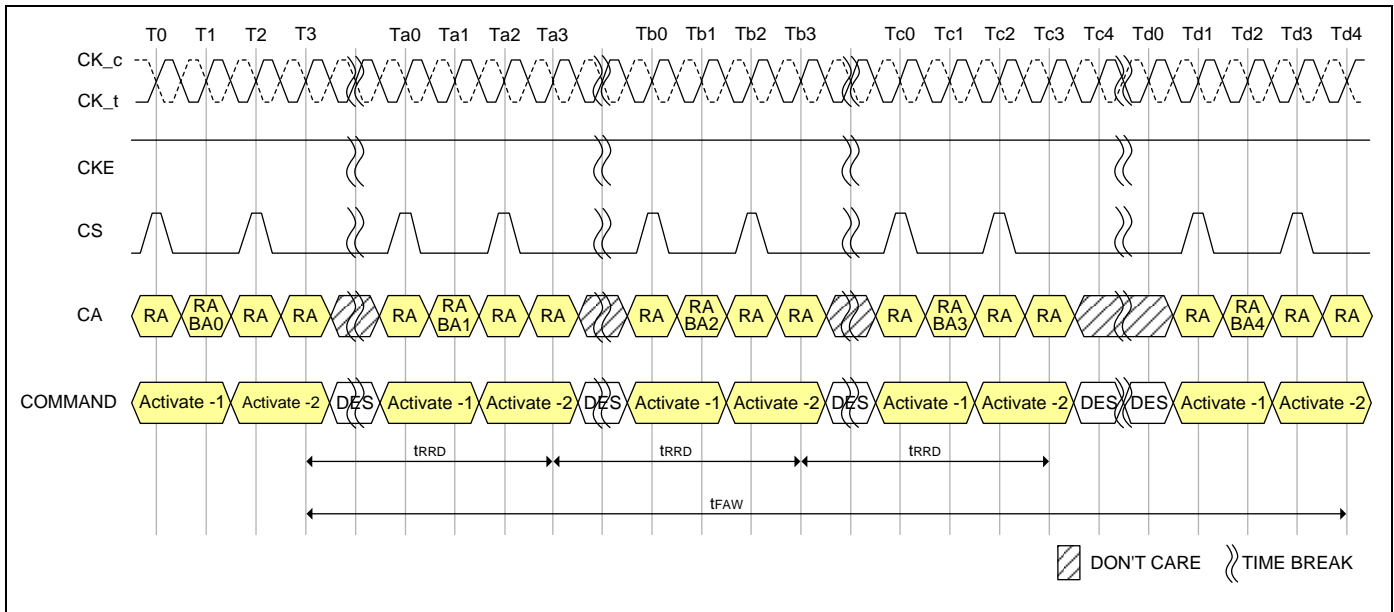 T0 T1 T2 T3 Ta0 Ta1 Ta2 Ta3 Tb0 Tb1 Tb2 Tb3 Tc0 Tc1 Tc2 Tc3 Tc4 Td0 Td1 Td2 Td3 Td4
CK_c
CK_t
CKE
CS
CA RA RA BA0 RA RA RA RA BA1 RA RA RA RA BA2 RA RA RA RA BA3 RA RA RA RA BA4 RA RA
COMMAND Activate -1 Activate -2 DES Activate -1 Activate -2 DES Activate -1 Activate -2 DES Activate -1 Activate -2 DES DES Activate -1 Activate -2
tRRD tRRD tRRD
tFAW
DON'T CARE TIME BREAK